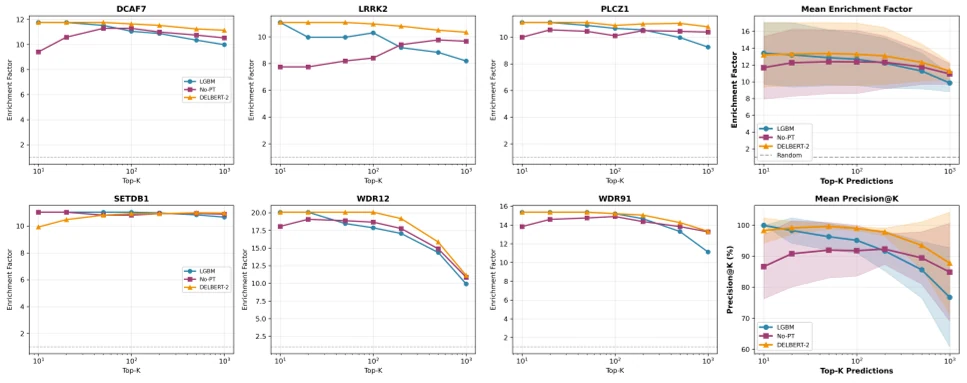 DCAF7
LRRK2
PLCZ1
Mean Enrichment Factor
Enrichment Factor
12
10
8
6
4
2
LGBM
No-PT
DELBERT-2
10¹
10²
10³
Top-K
Enrichment Factor
10
8
6
4
2
10¹
10²
10³
Top-K
Enrichment Factor
10
8
6
4
2
10¹
10²
10³
Top-K
Enrichment Factor
16
14
12
10
8
6
4
2
LGBM
No-PT
DELBERT-2
Random
10¹
10²
10³
Top-K Predictions
SETDB1
WDR12
WDR91
Mean Precision@K
Enrichment Factor
10
8
6
4
2
LGBM
No-PT
DELBERT-2
10¹
10²
10³
Top-K
Enrichment Factor
20.0
17.5
15.0
12.5
10.0
7.5
5.0
2.5
10¹
10²
10³
Top-K
Enrichment Factor
16
14
12
10
8
6
4
2
10¹
10²
10³
Top-K
Precision@K (%)
100
90
80
70
60
LGBM
No-PT
DELBERT-2
10¹
10²
10³
Top-K Predictions